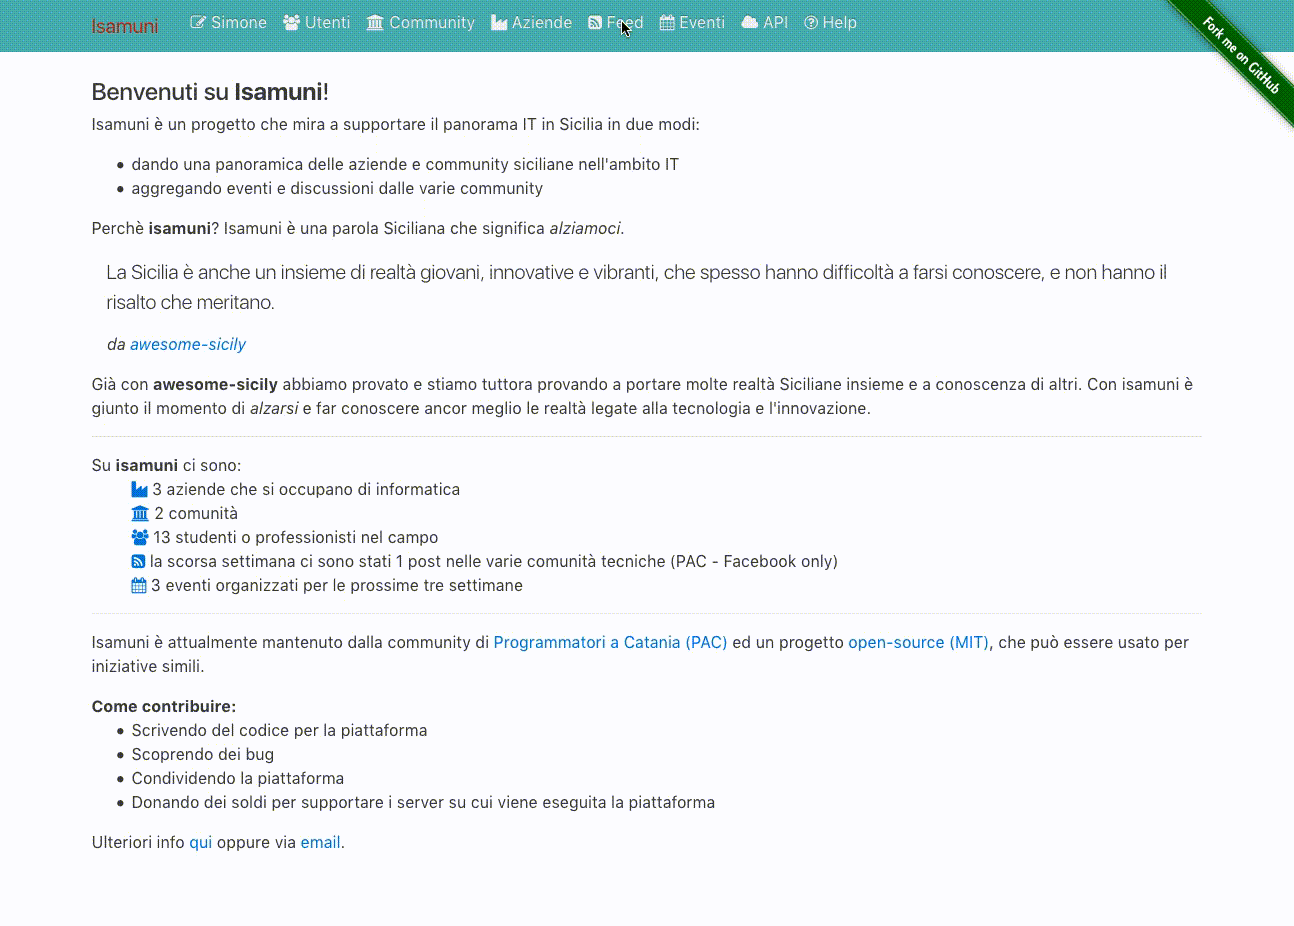 Isamuni Simone Utenti Community Aziende Feed Eventi API Help
Fork me on GitHub
Benvenuti su Isamuni!
Isamuni è un progetto che mira a supportare il panorama IT in Sicilia in due modi:
• dando una panoramica delle aziende e community siciliane nell'ambito IT
• aggregando eventi e discussioni dalle varie community
Perchè isamuni? Isamuni è una parola Siciliana che significa alziamoci.
La Sicilia è anche un insieme di realtà giovani, innovative e vibranti, che spesso hanno difficoltà a farsi conoscere, e non hanno il
risalto che meritano.
da awesome-sicily
Già con awesome-sicily abbiamo provato e stiamo tuttora provando a portare molte realtà Siciliane insieme e a conoscenza di altri. Con isamuni è
giunto il momento di alzarsi e far conoscere ancor meglio le realtà legate alla tecnologia e l'innovazione.
Su isamuni ci sono:
3 aziende che si occupano di informatica
2 comunità
13 studenti o professionisti nel campo
la scorsa settimana ci sono stati 1 post nelle varie comunità tecniche (PAC - Facebook only)
3 eventi organizzati per le prossime tre settimane
Isamuni è attualmente mantenuto dalla community di Programmatori a Catania (PAC) ed un progetto open-source (MIT), che può essere usato per
iniziative simili.
Come contribuire:
• Scrivendo del codice per la piattaforma
• Scoprendo dei bug
• Condividendo la piattaforma
• Donando dei soldi per supportare i server su cui viene eseguita la piattaforma
Ulteriori info qui oppure via email.